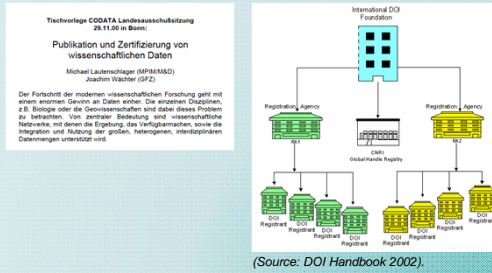 Tischvorlage CODATA Landesausschußsitzung
29.11.00 in Bonn:
Publikation und Zertifizierung von
wissenschaftlichen Daten
Michael Lautenschlager (MPIM/M&D)
Joachim Wächter (GFZ)
Der Fortschritt der modernen wissenschaftlichen Forschung geht mit
einem enormen Gewinn an Daten einher. Die einzelnen Disziplinen,
z.B. Biologie oder die Geowissenschaften sind dabei dieses Problem
zu betrachten. Von zentraler Bedeutung sind wissenschaftliche
Netzwerke, mit denen die Ergebung, das Verfügbarmachen, sowie die
Integration und Nutzung der großen, heterogenen, interdisziplinären
Datenmengen unterstützt wird.
International DOI
Foundation
Registration Agency
Registration Agency
RA1
CNRI
Global Handle Registry
RA2
DOI
Registrant
DOI
Registrant
DOI
Registrant
DOI
Registrant
DOI
Registrant
DOI
Registrant
DOI
Registrant
DOI
Registrant
(Source: DOI Handbook 2002).